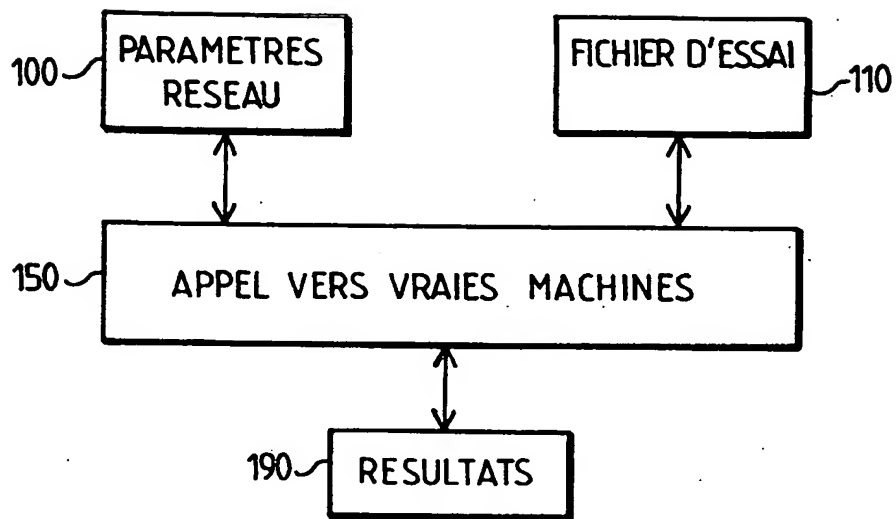 100
PARAMETRES
RESEAU
FICHIER D'ESSAI
110
150
APPEL VERS VRAIES MACHINES
190
RESULTATS